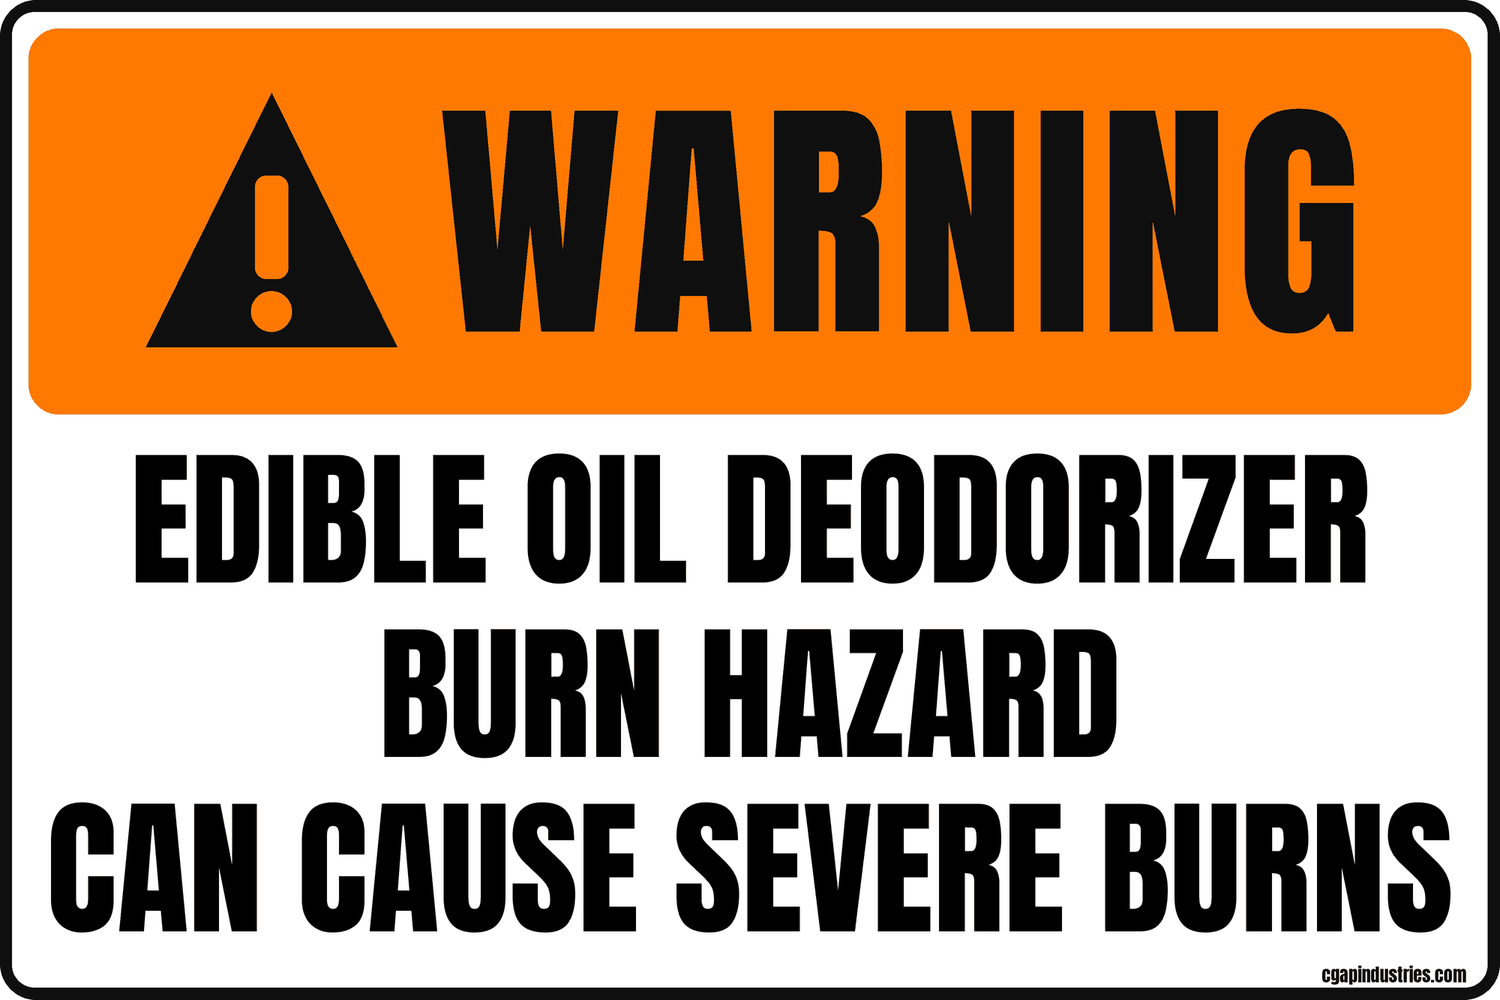 WARNING
EDIBLE OIL DEODORIZER
BURN HAZARD
CAN CAUSE SEVERE BURNS
cgapindustries.com